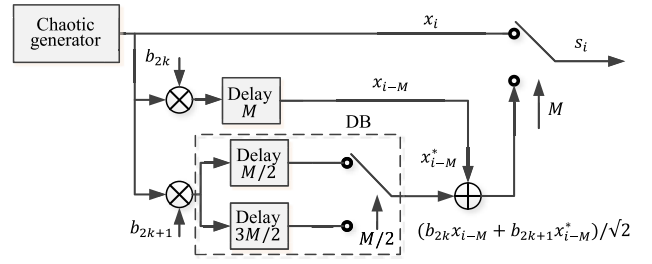 Chaotic
generator
x_i
s_i
b_{2k}
Delay
M
x_{i−M}
M
DB
Delay
M/2
x^*_{i−M}
b_{2k+1}
Delay
3M/2
M/2
(b_{2k}x_{i−M} + b_{2k+1}x^*_{i−M})/√2